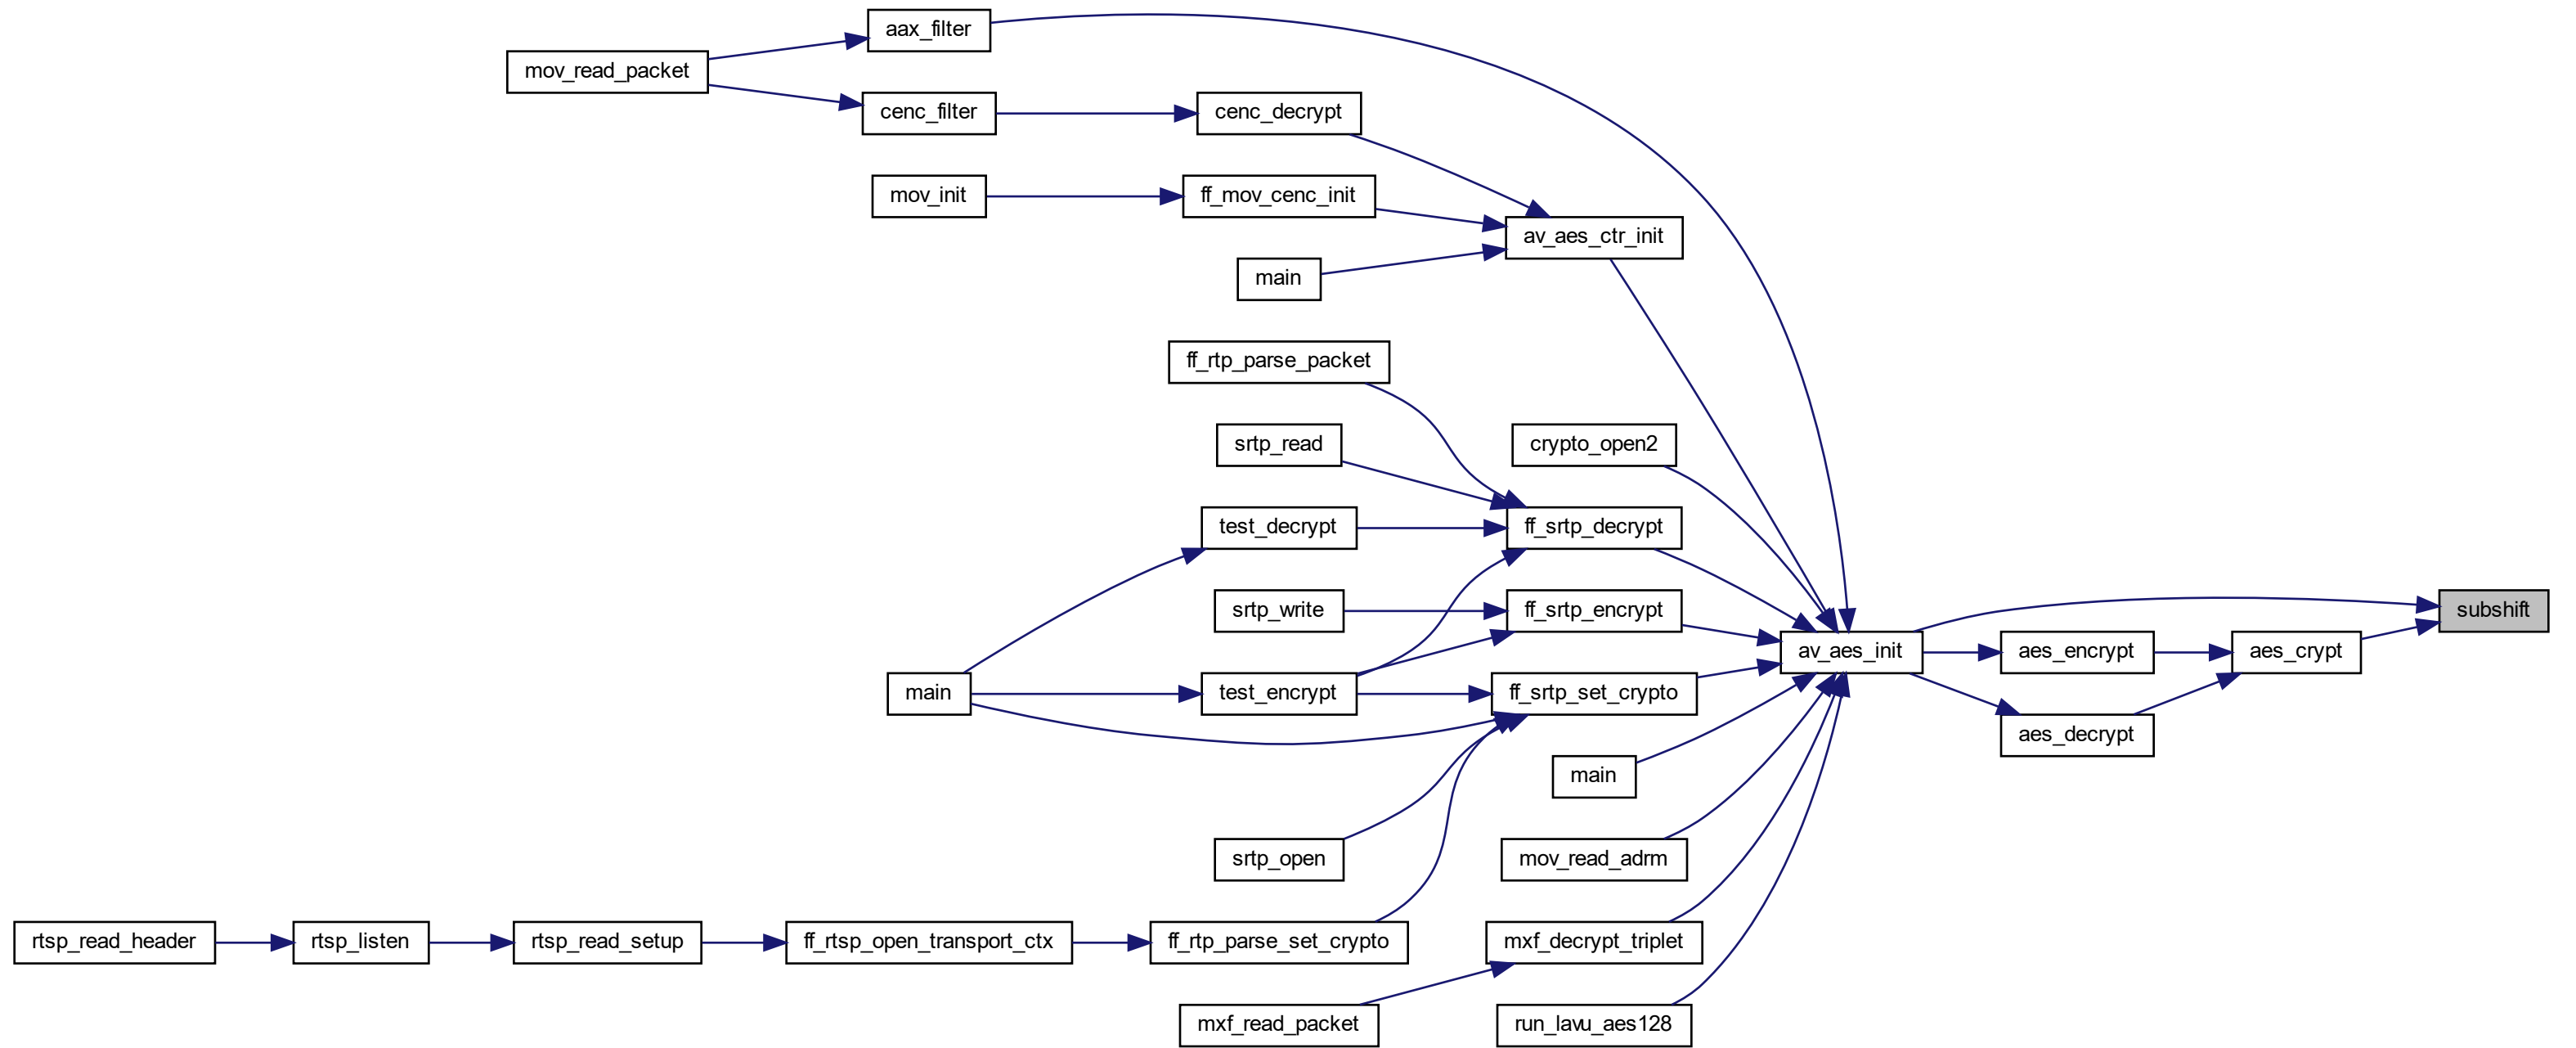 aax_filter
mov_read_packet
cenc_filter
cenc_decrypt
mov_init
ff_mov_cenc_init
av_aes_ctr_init
main
ff_rtp_parse_packet
srtp_read
crypto_open2
test_decrypt
ff_srtp_decrypt
srtp_write
ff_srtp_encrypt
subshift
av_aes_init
aes_encrypt
aes_crypt
main
test_encrypt
ff_srtp_set_crypto
aes_decrypt
main
srtp_open
mov_read_adrm
rtsp_read_header
rtsp_listen
rtsp_read_setup
ff_rtsp_open_transport_ctx
ff_rtp_parse_set_crypto
mxf_decrypt_triplet
mxf_read_packet
run_lavu_aes128